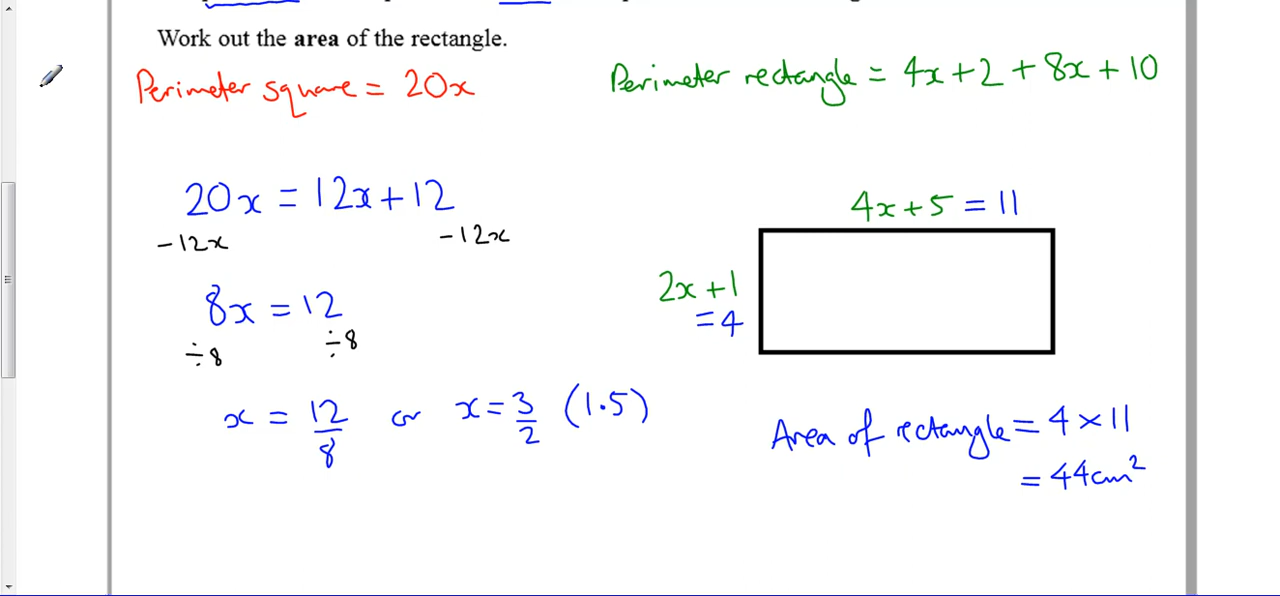 Work out the area of the rectangle.
Perimeter square = 20x
Perimeter rectangle = 4x + 2 + 8x + 10
20x = 12x + 12
-12x -12x
8x = 12
÷8 ÷8
x = 12/8 or x = 3/2 (1.5)
4x + 5 = 11
2x + 1
= 4
Area of rectangle = 4 × 11
= 44cm²